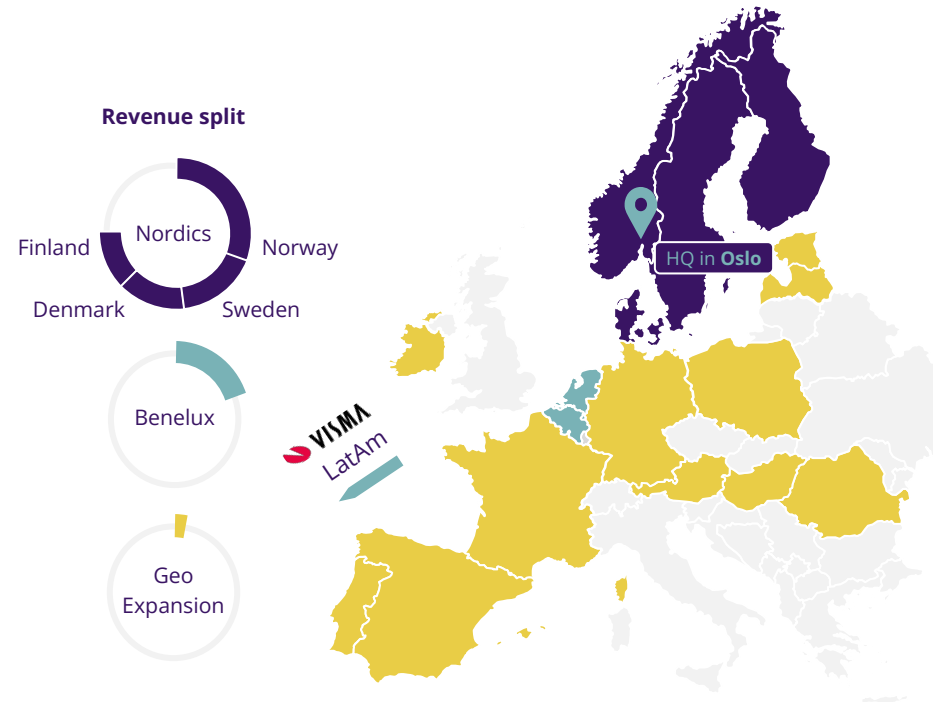 Revenue split
Nordics
Finland
Norway
Denmark
Sweden
Benelux
Geo
Expansion
VISMA
LatAm
HQ in Oslo